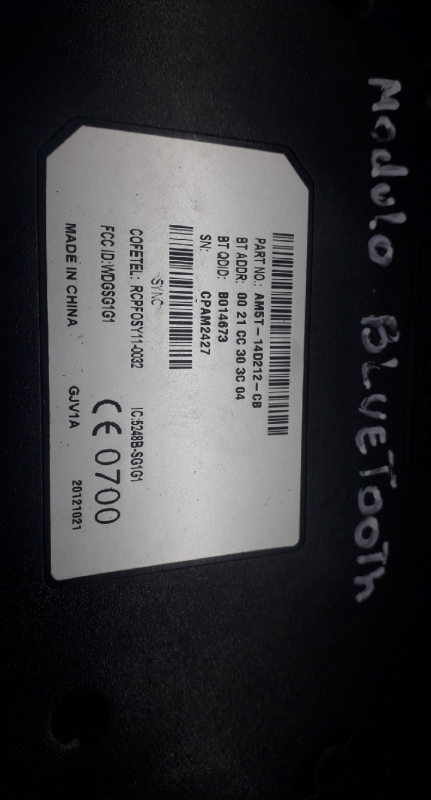 Modulo BLUETooTh
PART NO.: AM5T-14D212-CB
BT ADDR: 00 21 CC 30 3C 04
BT QDID: B014673
SN: CPAM2427
SYNC
COFETEL: RCPFOSY11-0032 IC:5248B-SG1G1
FCC ID:WDGSG1G1 CE 0700
MADE IN CHINA GJV1A 20121021